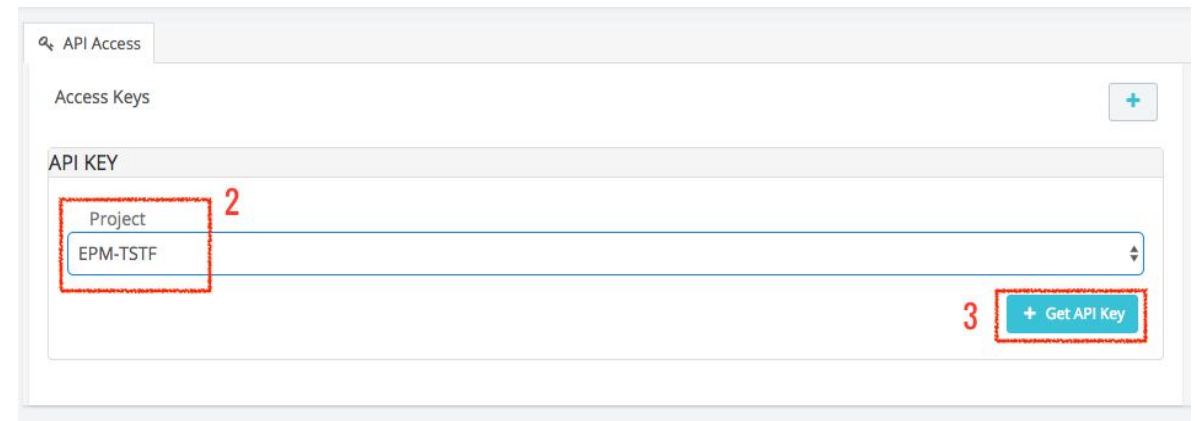 API Access
Access Keys
+
API KEY
2
Project
EPM-TSTF
3
+ Get API Key